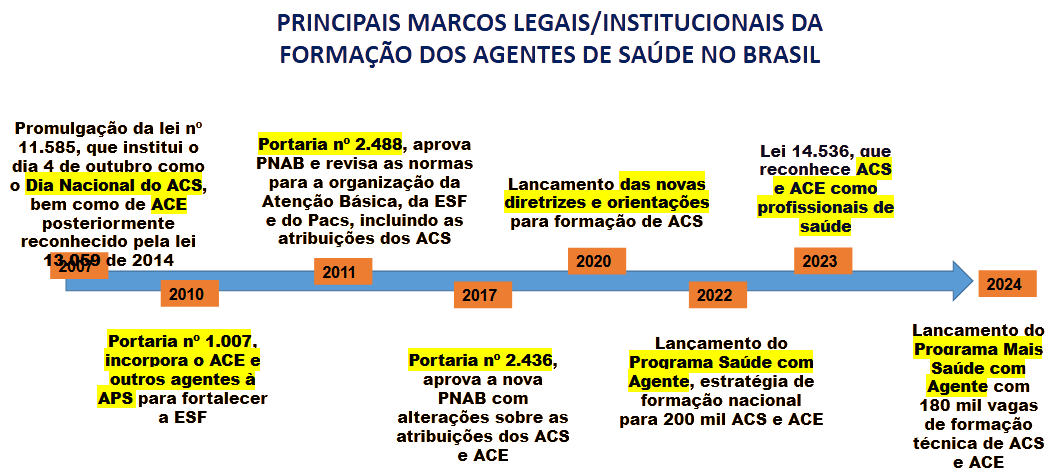 PRINCIPAIS MARCOS LEGAIS/INSTITUCIONAIS DA
FORMAÇÃO DOS AGENTES DE SAÚDE NO BRASIL
Promulgação da lei nº
11.585, que institui o
dia 4 de outubro como
o Dia Nacional do ACS,
bem como de ACE
posteriormente
reconhecido pela lei
13.059 de 2014
2007
2010
Portaria nº 1.007,
incorpora o ACE e
outros agentes à
APS para fortalecer
a ESF
Portaria nº 2.488, aprova
PNAB e revisa as normas
para a organização da
Atenção Básica, da ESF
e do Pacs, incluindo as
atribuições dos ACS
2011
2017
Portaria nº 2.436,
aprova a nova
PNAB com
alterações sobre as
atribuições dos ACS
e ACE
Lancamento das novas
diretrizes e orientações
para formação de ACS
2020
2022
Lançamento do
Programa Saúde com
Agente, estratégia de
formação nacional
para 200 mil ACS e ACE
Lei 14.536, que
reconhece ACS
e ACE como
profissionais de
saúde
2023
2024
Lançamento do
Programa Mais
Saúde com
Agente com
180 mil vagas
de formação
técnica de ACS
e ACE